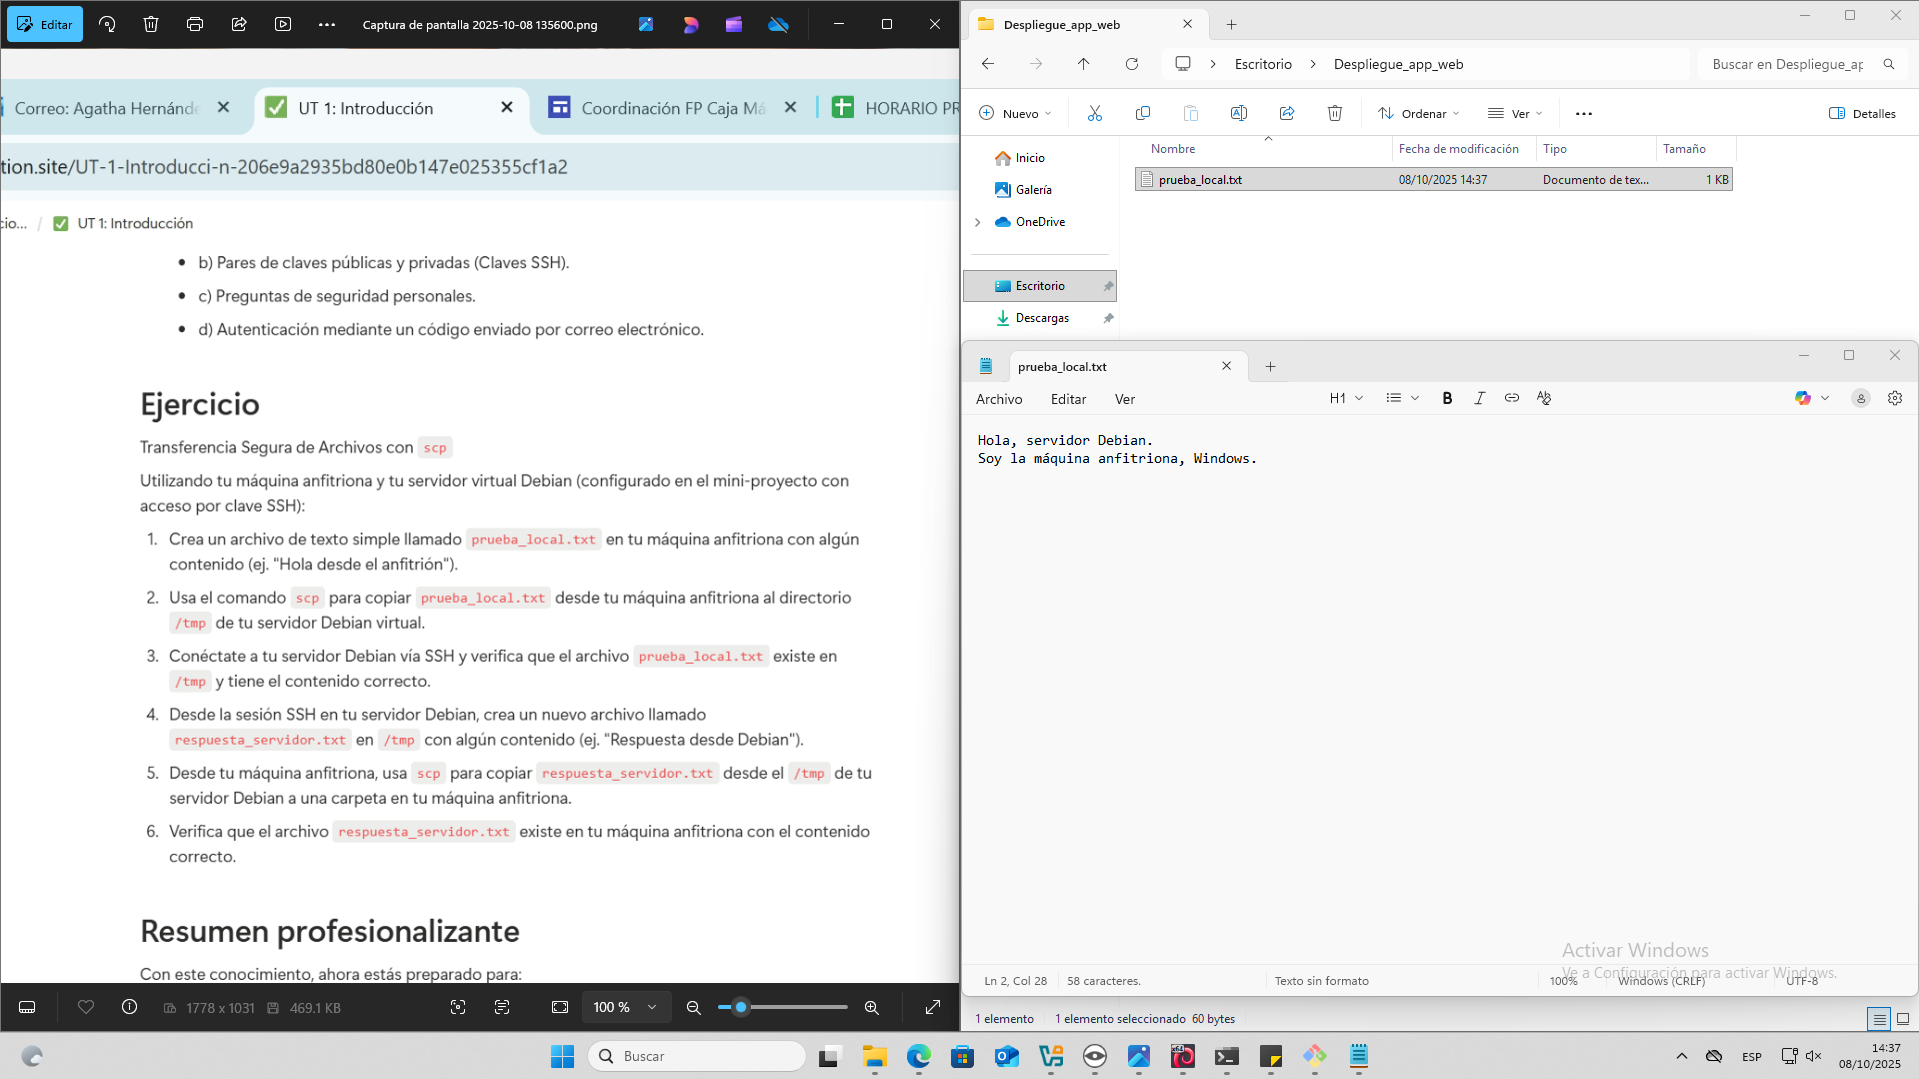 Editar
Captura de pantalla 2025-10-08 135600.png
Correo: Agatha Hernánde
UT 1: Introducción
Coordinación FP Caja Má
HORARIO PR
tion.site/UT-1-Introducci-n-206e9a2935bd80e0b147e025355cf1a2
cio... / UT 1: Introducción
• b) Pares de claves públicas y privadas (Claves SSH).
• c) Preguntas de seguridad personales.
• d) Autenticación mediante un código enviado por correo electrónico.
Ejercicio
Transferencia Segura de Archivos con scp
Utilizando tu máquina anfitriona y tu servidor virtual Debian (configurado en el mini-proyecto con
acceso por clave SSH):
1. Crea un archivo de texto simple llamado prueba_local.txt en tu máquina anfitriona con algún
contenido (ej. "Hola desde el anfitrión").
2. Usa el comando scp para copiar prueba_local.txt desde tu máquina anfitriona al directorio
/tmp de tu servidor Debian virtual.
3. Conéctate a tu servidor Debian vía SSH y verifica que el archivo prueba_local.txt existe en
/tmp y tiene el contenido correcto.
4. Desde la sesión SSH en tu servidor Debian, crea un nuevo archivo llamado
respuesta_servidor.txt en /tmp con algún contenido (ej. "Respuesta desde Debian").
5. Desde tu máquina anfitriona, usa scp para copiar respuesta_servidor.txt desde el /tmp de tu
servidor Debian a una carpeta en tu máquina anfitriona.
6. Verifica que el archivo respuesta_servidor.txt existe en tu máquina anfitriona con el contenido
correcto.
Resumen profesionalizante
Con este conocimiento, ahora estás preparado para:
1778 x 1031
469.1 KB
100 %
Despliegue_app_web
Escritorio > Despliegue_app_web
Buscar en Despliegue_ap
Nuevo
Ordenar
Ver
Detalles
Inicio
Galería
OneDrive
Escritorio
Descargas
Nombre
Fecha de modificación
Tipo
Tamaño
prueba_local.txt
08/10/2025 14:37
Documento de tex...
1 KB
prueba_local.txt
Archivo
Editar
Ver
H1
B
Hola, servidor Debian.
Soy la máquina anfitriona, Windows.
Activar Windows
Ve a Configuración para activar Windows.
Ln 2, Col 28
58 caracteres.
Texto sin formato
100%
Windows (CRLF)
UTF-8
1 elemento
1 elemento seleccionado 60 bytes
Buscar
x64
ESP
14:37
08/10/2025